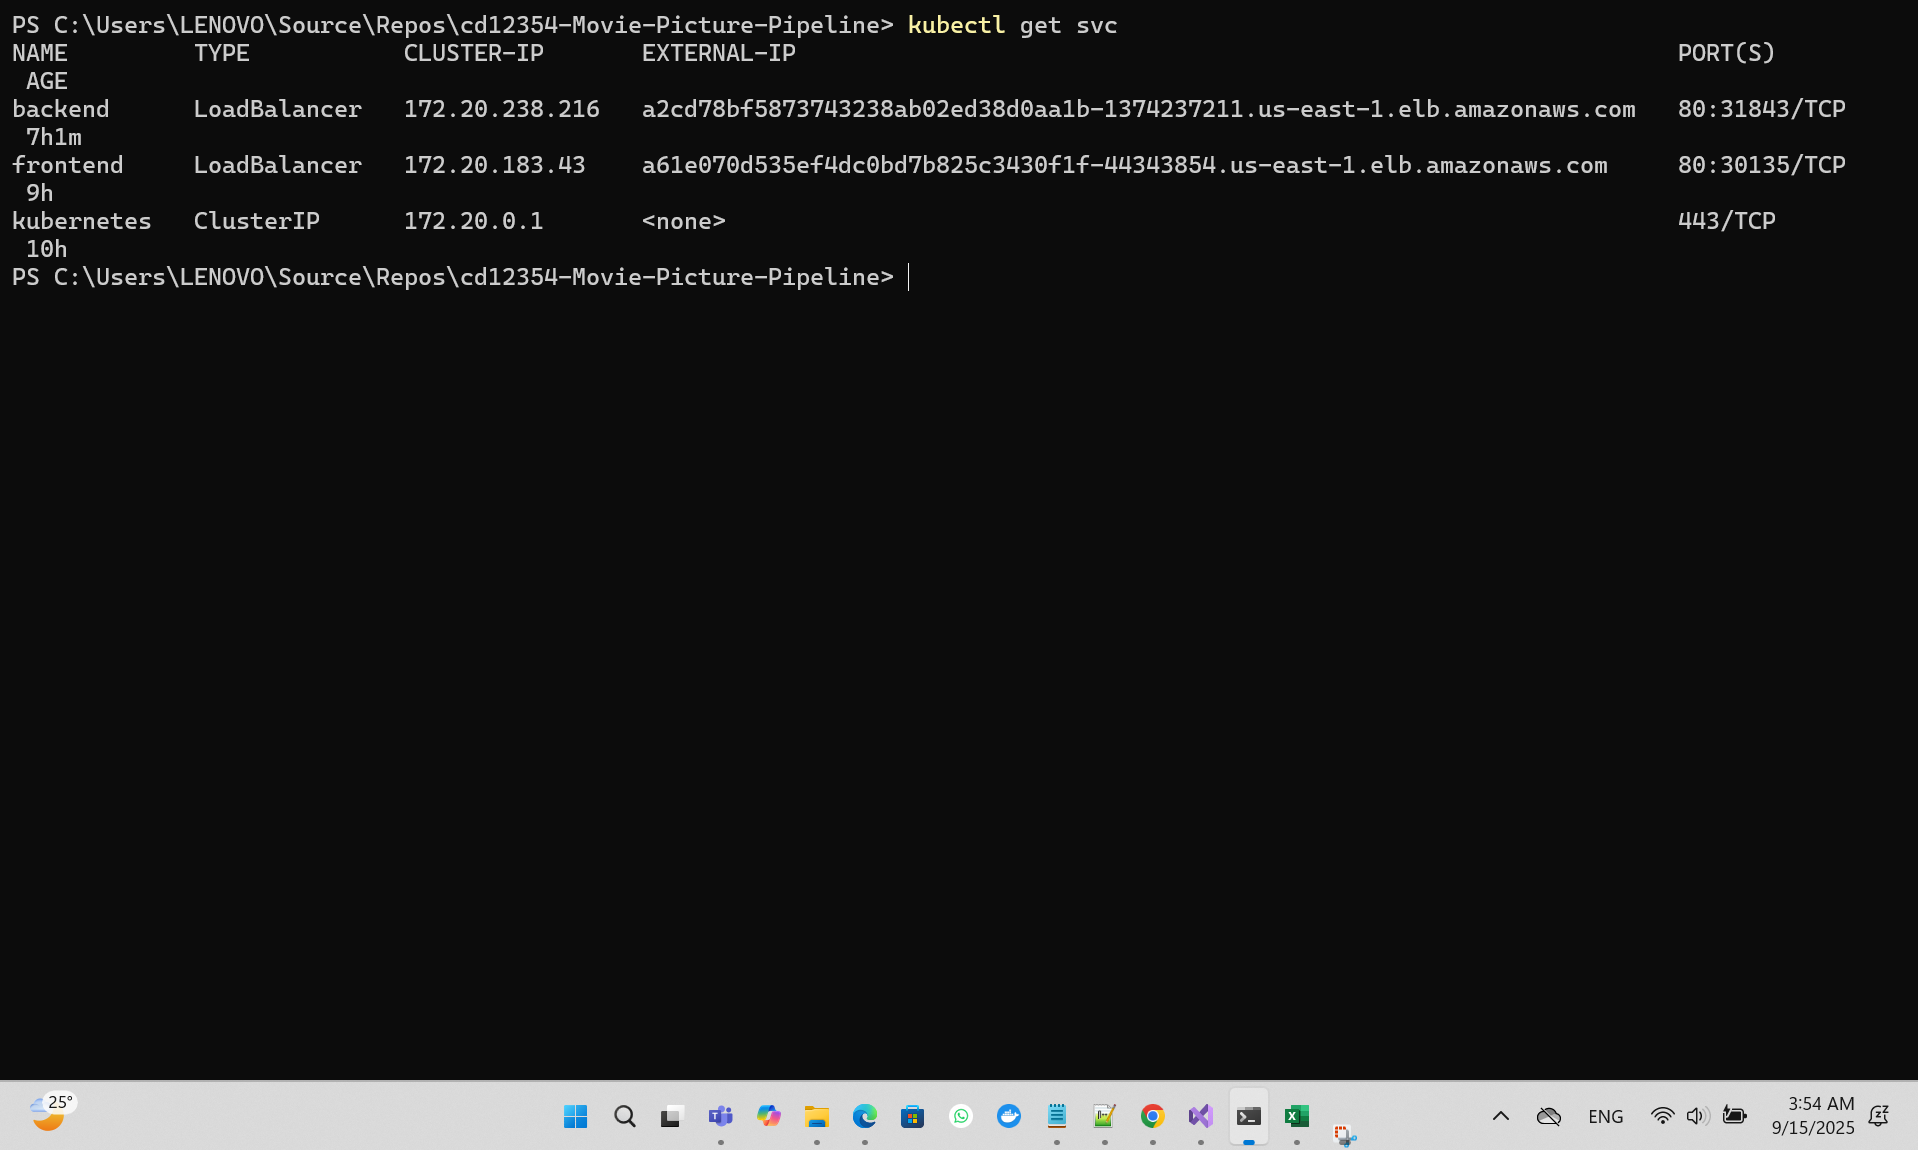 PS C:\Users\LENOVO\Source\Repos\cd12354-Movie-Picture-Pipeline> kubectl get svc
NAME         TYPE           CLUSTER-IP       EXTERNAL-IP                                                               PORT(S)
 AGE
backend      LoadBalancer   172.20.238.216   a2cd78bf5873743238ab02ed38d0aa1b-1374237211.us-east-1.elb.amazonaws.com   80:31843/TCP
 7h1m
frontend     LoadBalancer   172.20.183.43    a61e070d535ef4dc0bd7b825c3430f1f-44343854.us-east-1.elb.amazonaws.com     80:30135/TCP
 9h
kubernetes   ClusterIP      172.20.0.1       <none>                                                                    443/TCP
 10h
PS C:\Users\LENOVO\Source\Repos\cd12354-Movie-Picture-Pipeline>
25°
ENG
3:54 AM
9/15/2025